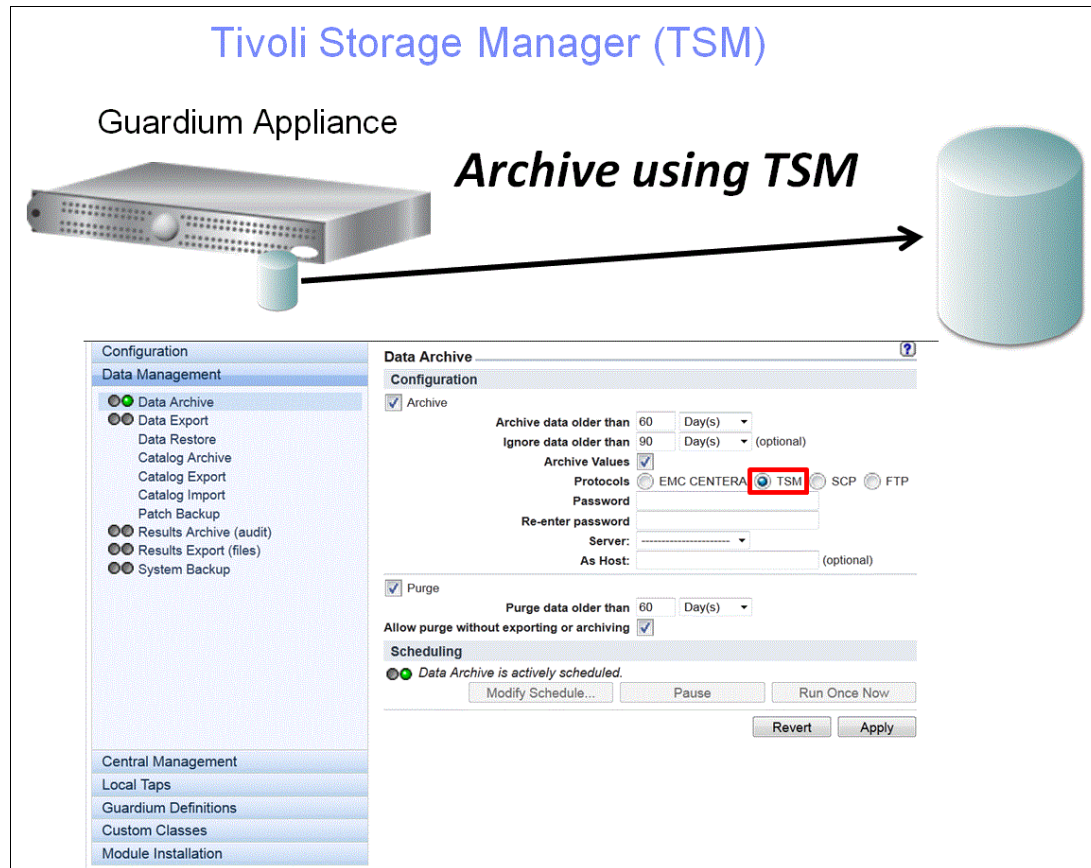 Tivoli Storage Manager (TSM)
Guardium Appliance
Archive using TSM
Configuration
Data Management
Data Archive
Data Export
Data Restore
Catalog Archive
Catalog Export
Catalog Import
Patch Backup
Results Archive (audit)
Results Export (files)
System Backup
Central Management
Local Taps
Guardium Definitions
Custom Classes
Module Installation
Data Archive ?
Configuration
Archive
Archive data older than 60 Day(s)
Ignore data older than 90 Day(s) (optional)
Archive Values
Protocols EMC CENTERA TSM SCP FTP
Password
Re-enter password
Server: ----------------------
As Host: (optional)
Purge
Purge data older than 60 Day(s)
Allow purge without exporting or archiving
Scheduling
Data Archive is actively scheduled.
Modify Schedule... Pause Run Once Now
Revert Apply